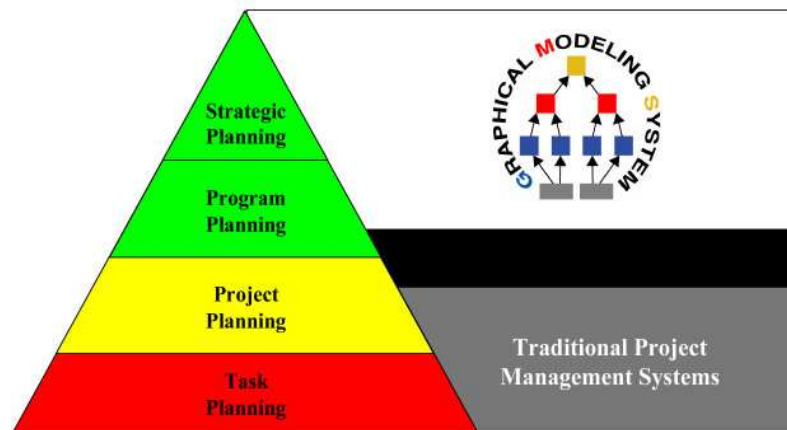 Strategic
Planning
Program
Planning
Project
Planning
Task
Planning
GRAPHICAL MODELING SYSTEM
Traditional Project
Management Systems